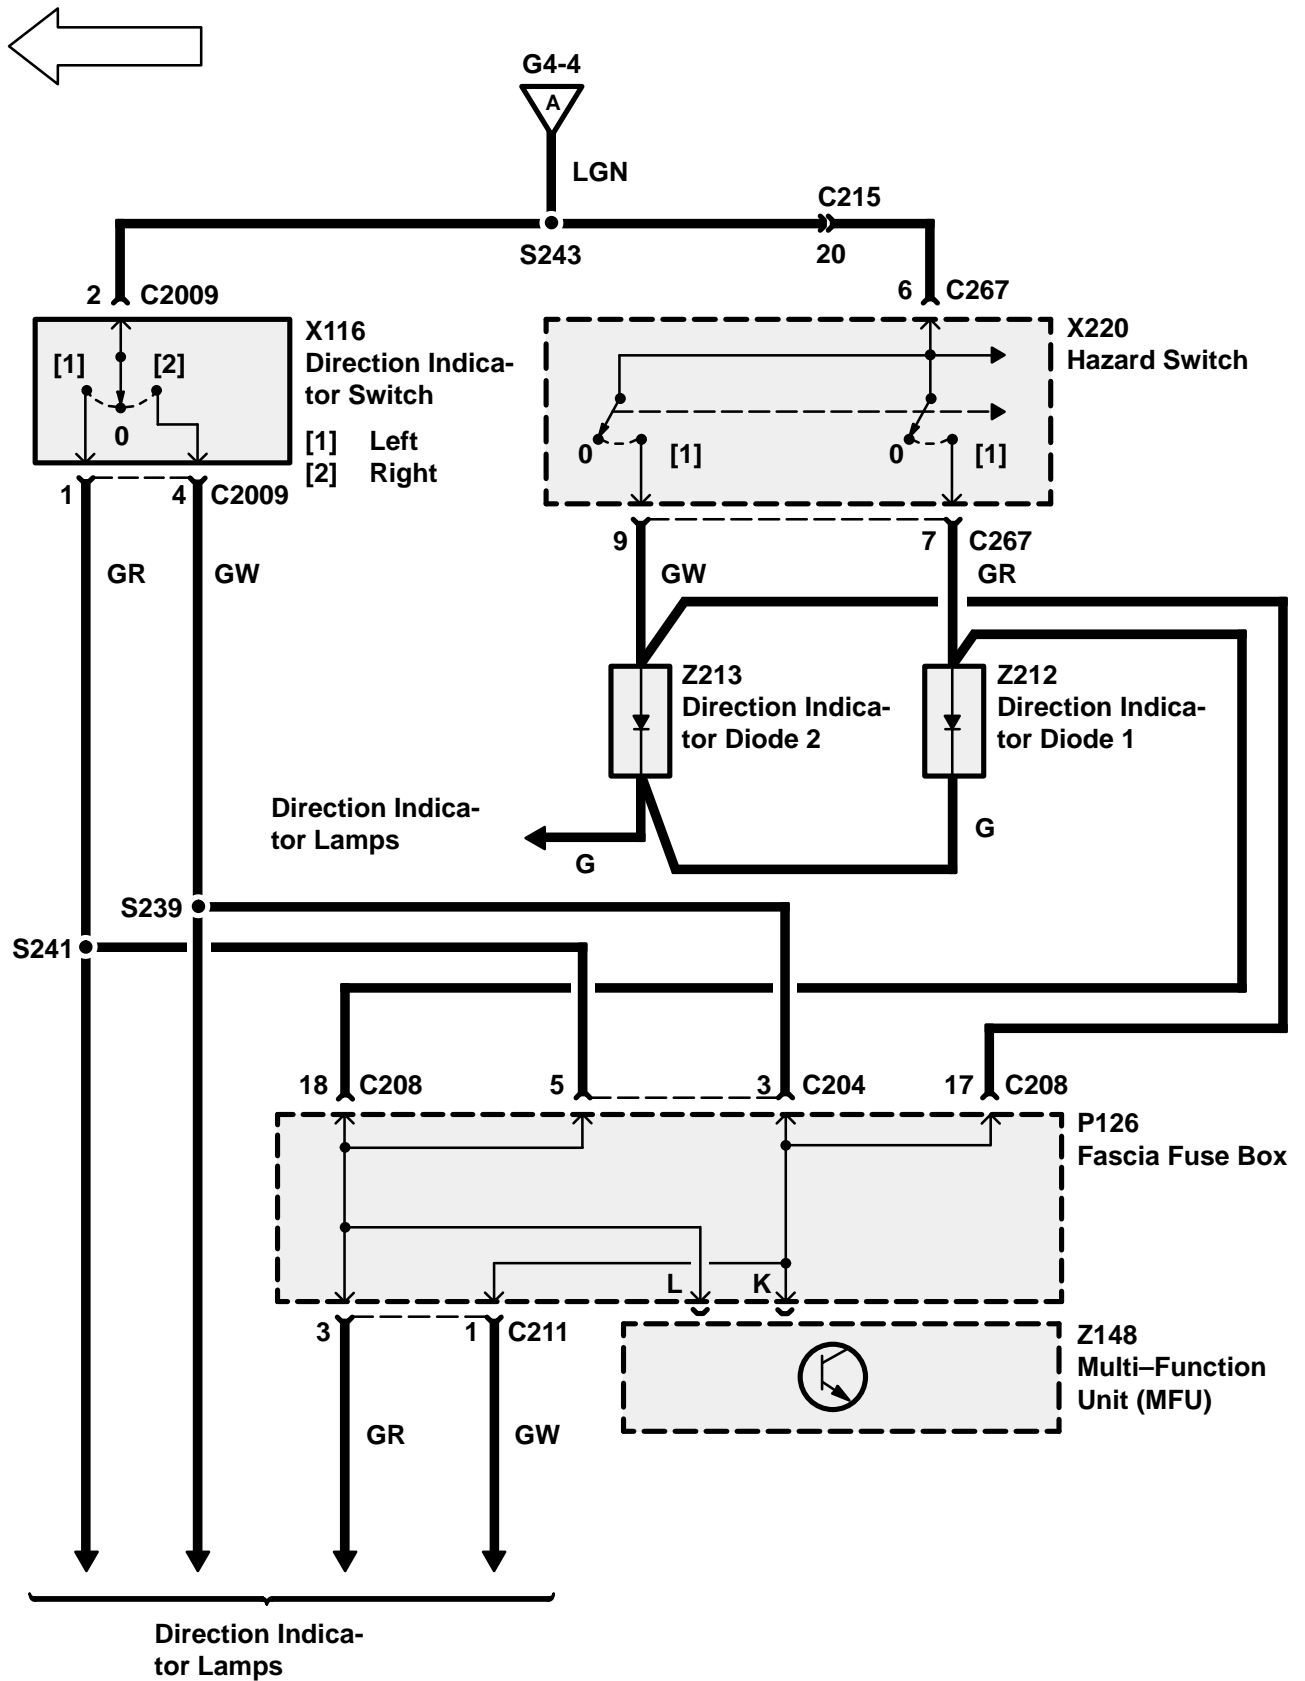 G4-4
A
LGN
C215
S243
20
2 C2009
6 C267
X116
Direction Indica-
tor Switch
[1] Left
[2] Right
[1] [2]
0
X220
Hazard Switch
0 [1]
0 [1]
1 4 C2009
9 7 C267
GR GW
GW GR
Z213
Direction Indica-
tor Diode 2
Z212
Direction Indica-
tor Diode 1
Direction Indica-
tor Lamps
G
G
S239
S241
18 C208
5 3 C204
17 C208
P126
Fascia Fuse Box
L K
3 1 C211
Z148
Multi–Function
Unit (MFU)
GR GW
Direction Indica-
tor Lamps